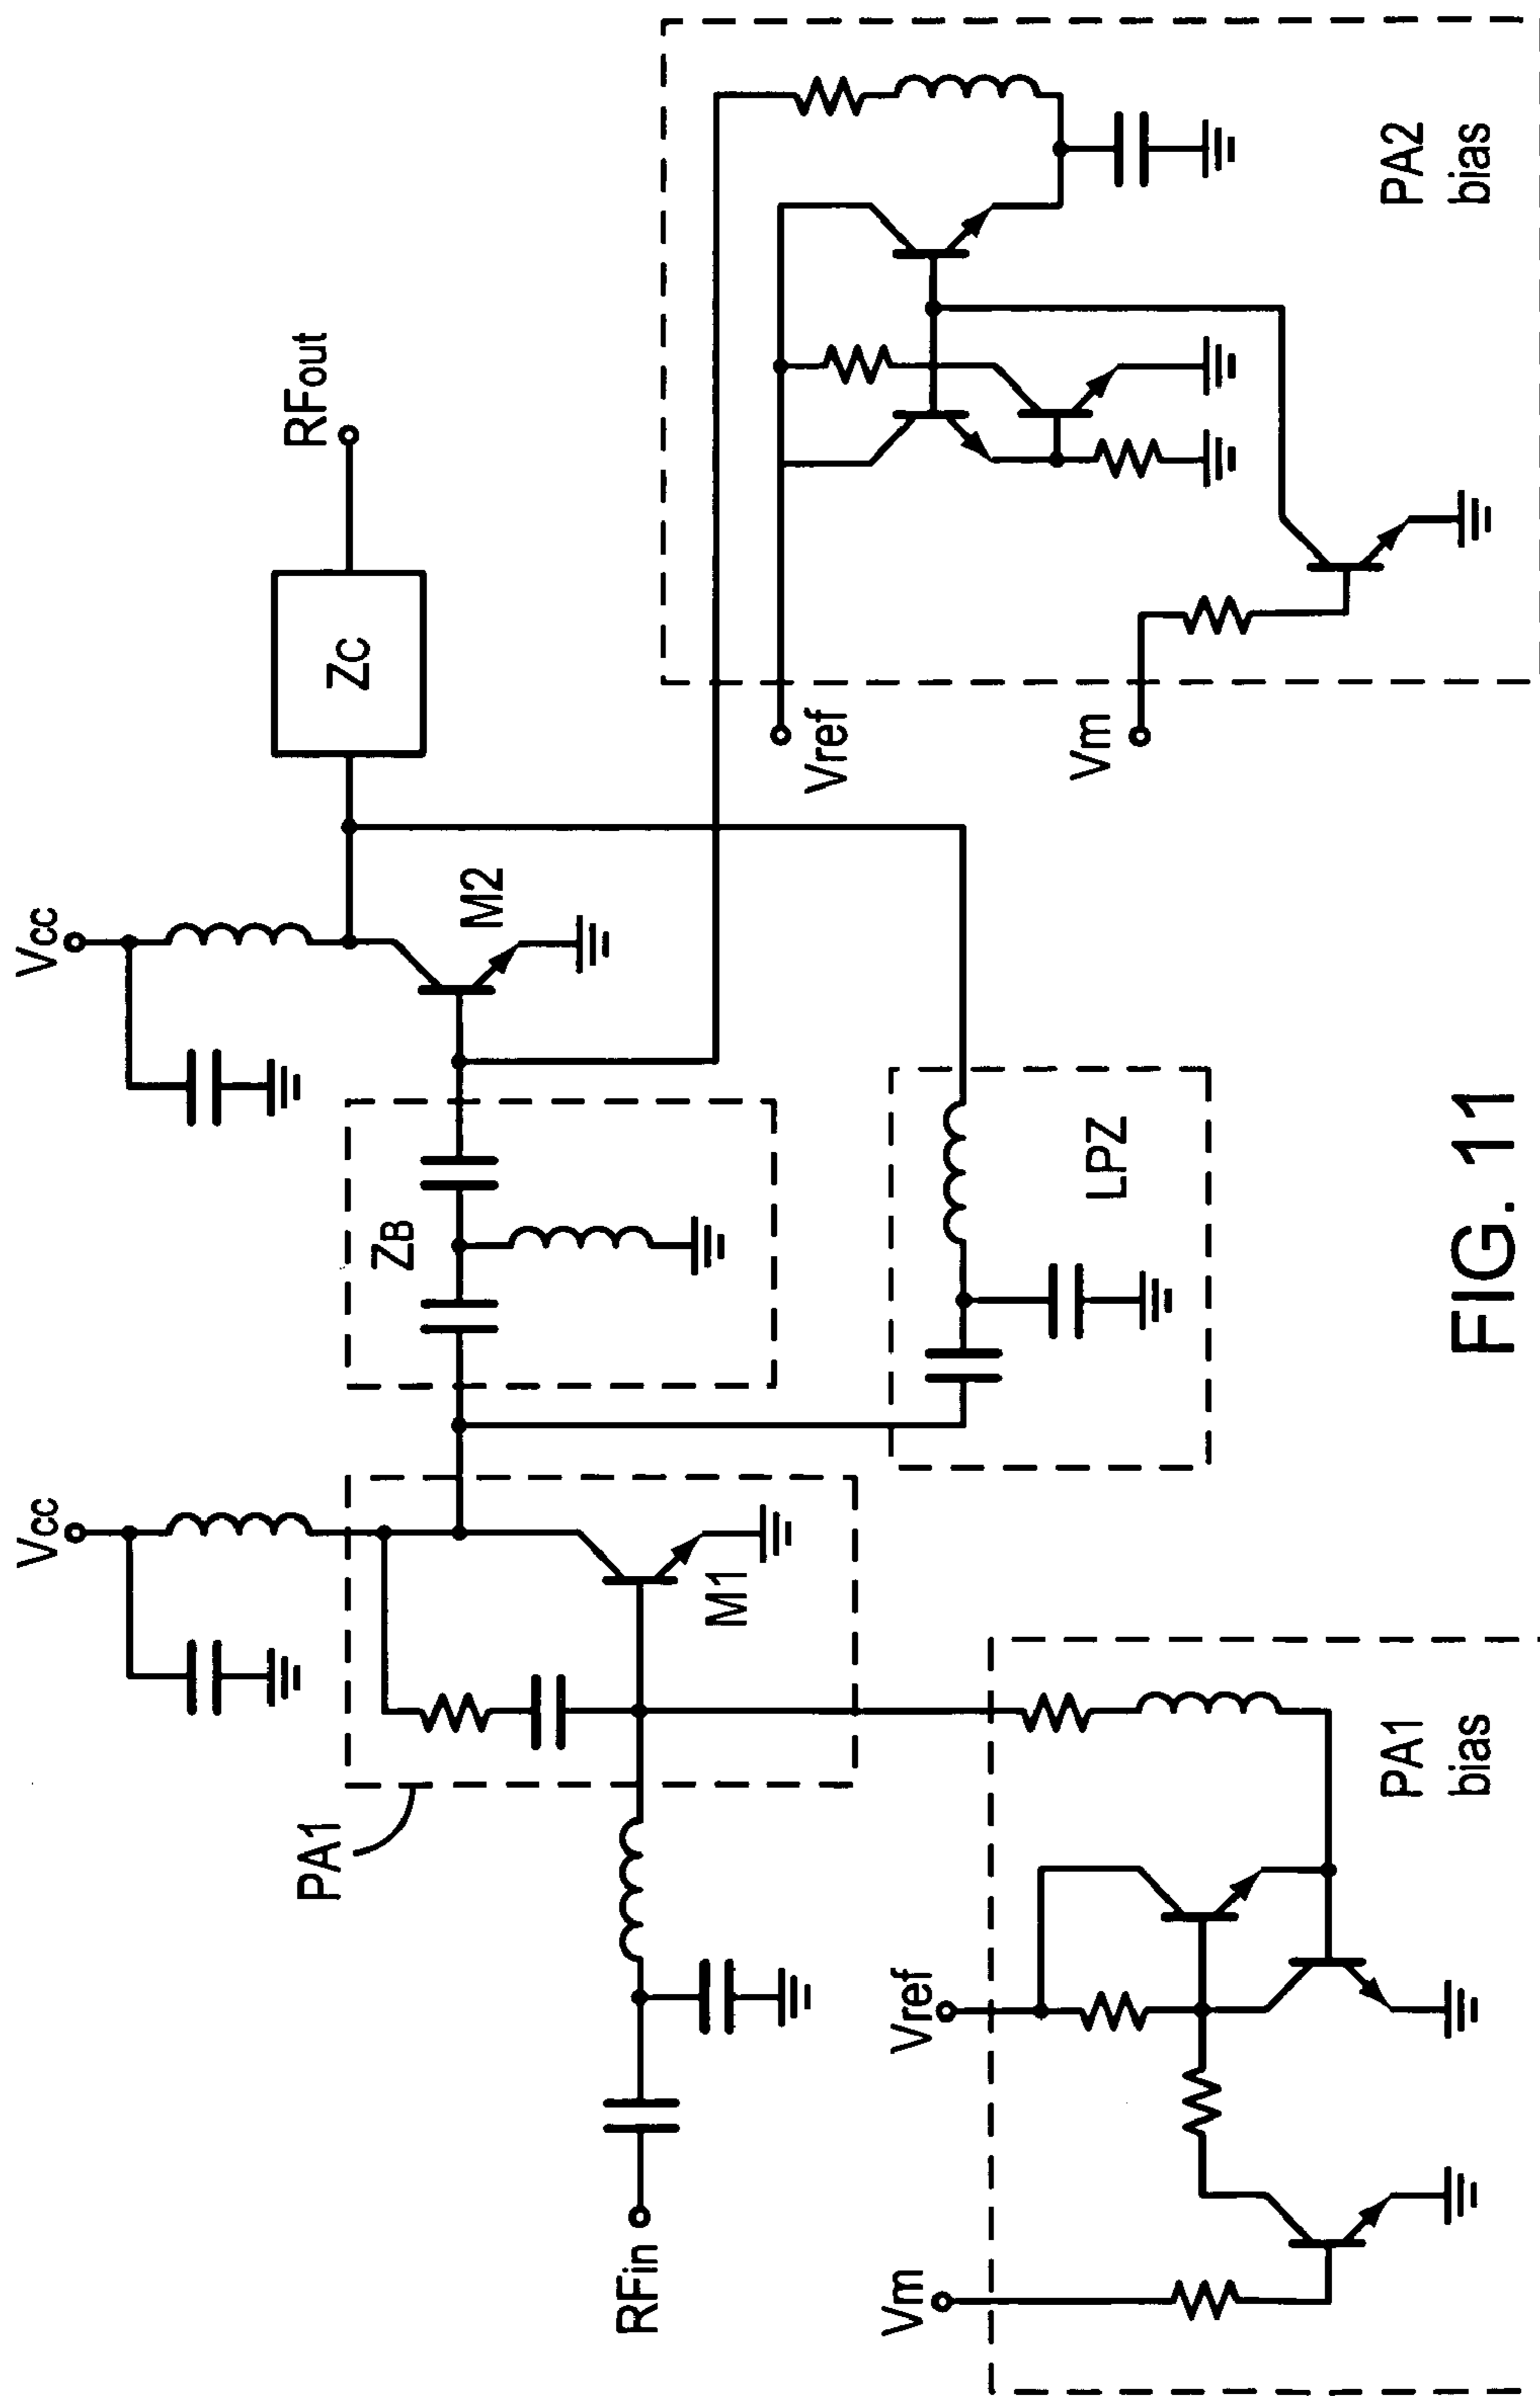 Vcc
Vcc
RFout
ZC
M2
ZB
PA1
M1
RFin
LPZ
Vref
Vm
Vref
Vm
PA1
bias
PA2
bias
FIG. 11